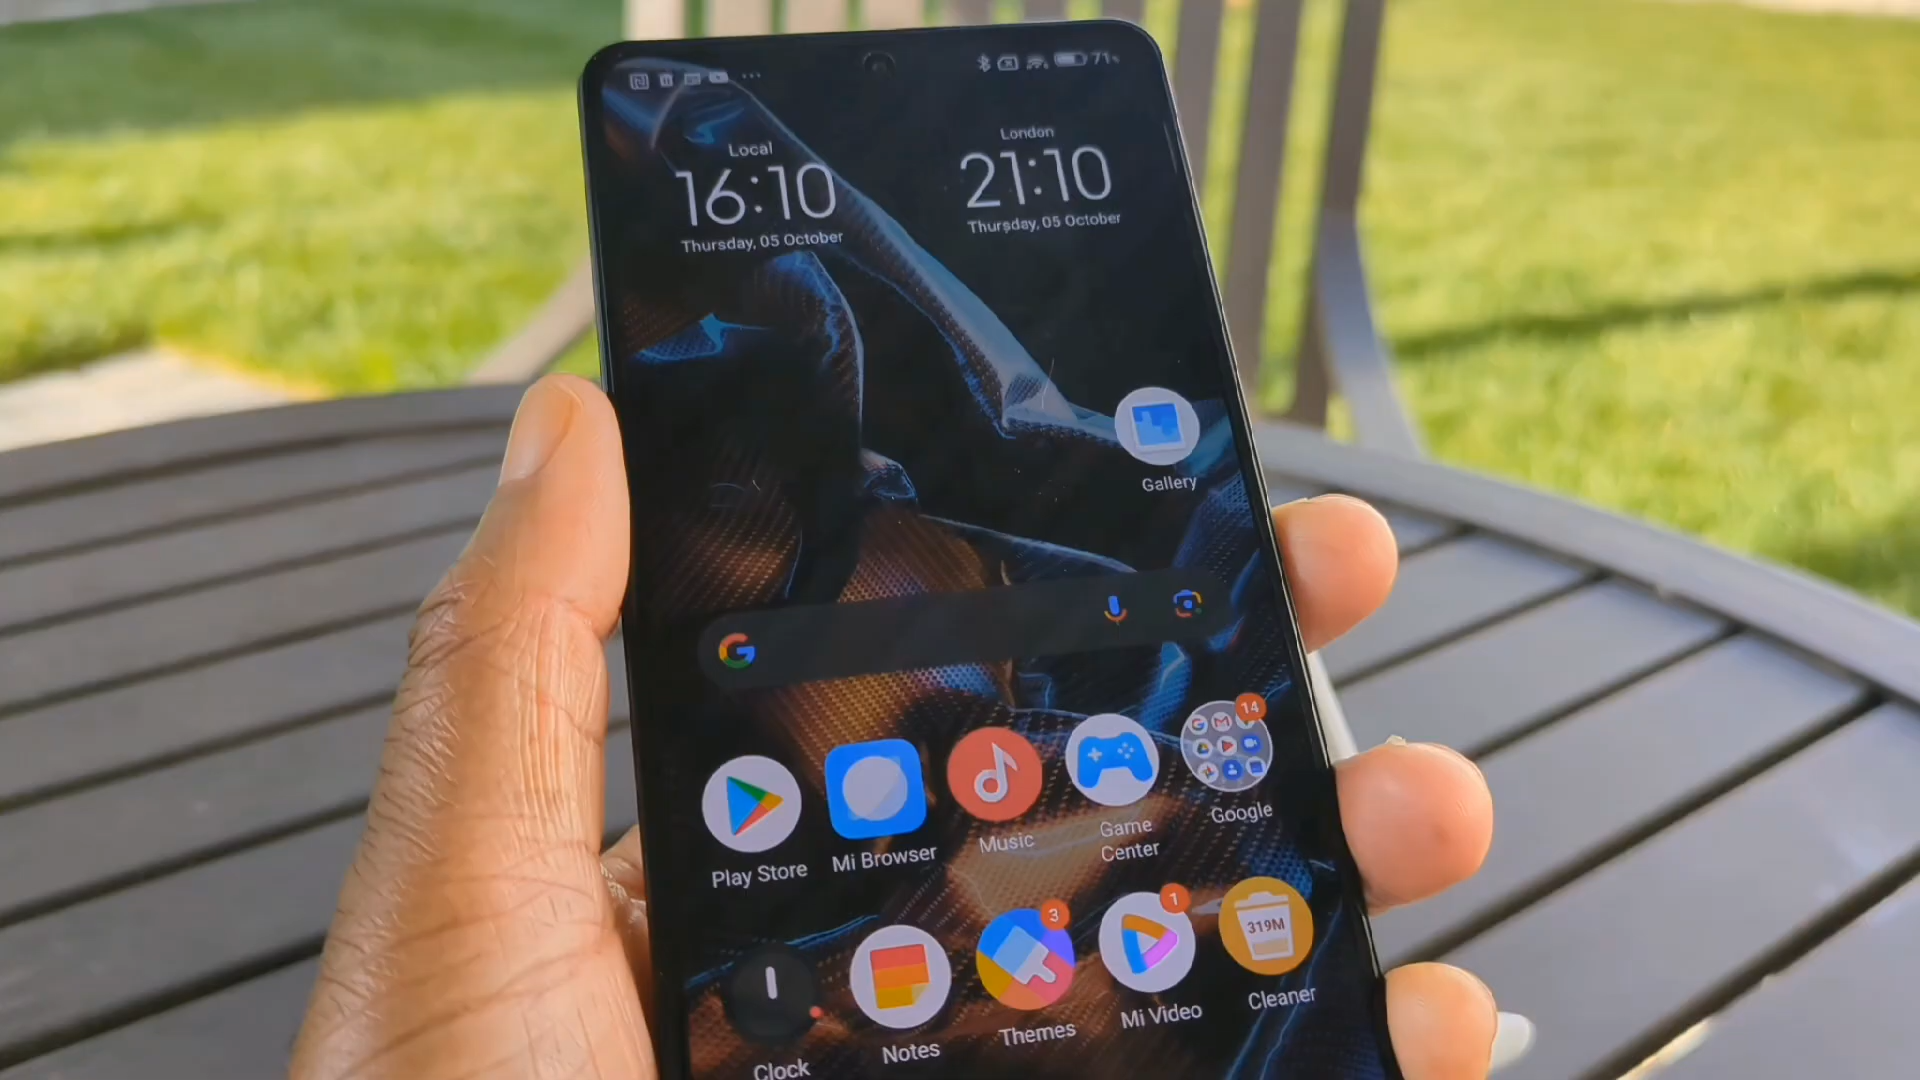 71%
Local
London
16:10
21:10
Thursday, 05 October
Thursday, 05 October
Gallery
14
Play Store
Mi Browser
Music
Game
Center
Google
3
1
319M
Clock
Notes
Themes
Mi Video
Cleaner